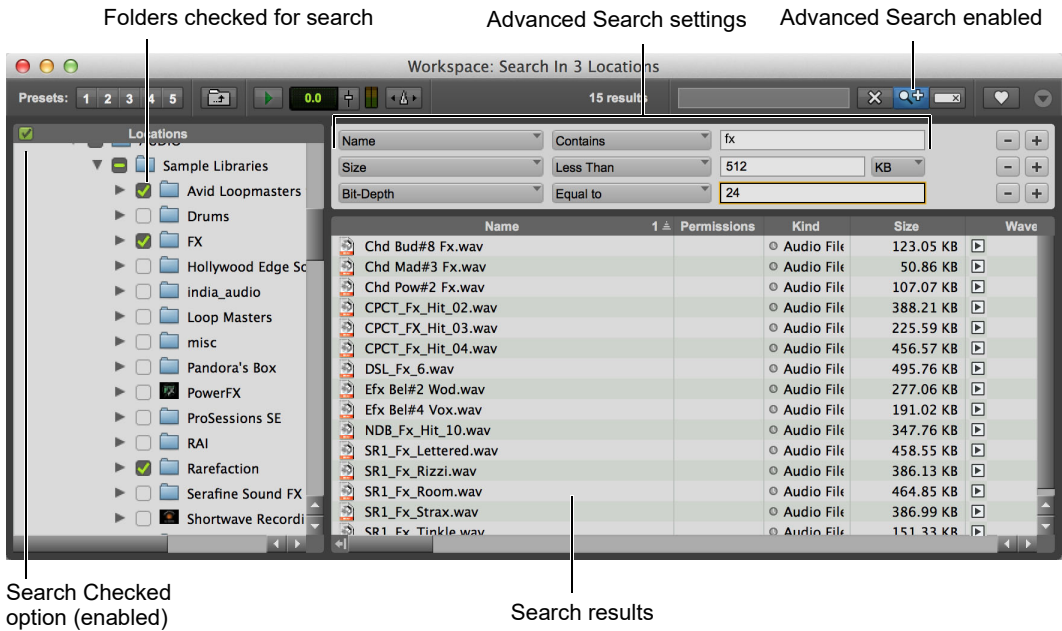 Folders checked for search
Advanced Search settings
Advanced Search enabled
Workspace: Search In 3 Locations
Presets: 1 2 3 4 5
0.0
15 results
Locations
AUDIO
Sample Libraries
Avid Loopmasters
Drums
FX
Hollywood Edge Sc
india_audio
Loop Masters
misc
Pandora's Box
PowerFX
ProSessions SE
RAI
Rarefaction
Serafine Sound FX
Shortwave Recordi
Name Contains fx
Size Less Than 512 KB
Bit-Depth Equal to 24
Name 1 Permissions Kind Size Wave
Chd Bud#8 Fx.wav Audio File 123.05 KB
Chd Mad#3 Fx.wav Audio File 50.86 KB
Chd Pow#2 Fx.wav Audio File 107.07 KB
CPCT_Fx_Hit_02.wav Audio File 388.21 KB
CPCT_FX_Hit_03.wav Audio File 225.59 KB
CPCT_Fx_Hit_04.wav Audio File 456.57 KB
DSL_Fx_6.wav Audio File 495.76 KB
Efx Bel#2 Wod.wav Audio File 277.06 KB
Efx Bel#4 Vox.wav Audio File 191.02 KB
NDB_Fx_Hit_10.wav Audio File 347.76 KB
SR1_Fx_Lettered.wav Audio File 458.55 KB
SR1_Fx_Rizzi.wav Audio File 386.13 KB
SR1_Fx_Room.wav Audio File 464.85 KB
SR1_Fx_Strax.wav Audio File 386.99 KB
SR1_Fx_Tinkle.wav Audio File 151.33 KB
Search Checked
option (enabled)
Search results